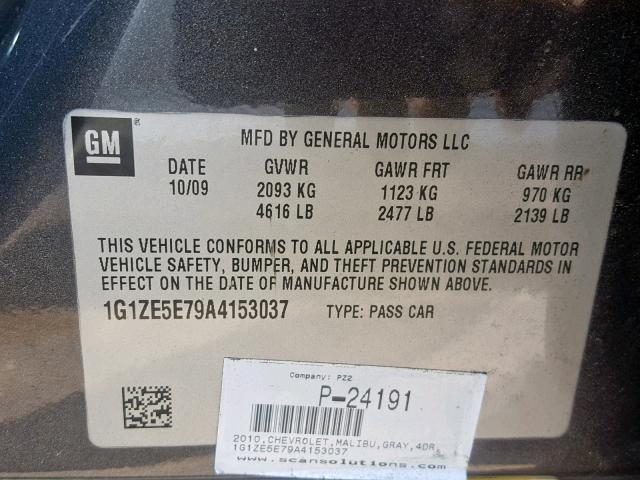 GM
MFD BY GENERAL MOTORS LLC
DATE GVWR GAWR FRT GAWR RR
10/09 2093 KG 1123 KG 970 KG
4616 LB 2477 LB 2139 LB
THIS VEHICLE CONFORMS TO ALL APPLICABLE U.S. FEDERAL MOTOR
VEHICLE SAFETY, BUMPER, AND THEFT PREVENTION STANDARDS IN
EFFECT ON THE DATE OF MANUFACTURE SHOWN ABOVE.
1G1ZE5E79A4153037 TYPE: PASS CAR
Company: PZ2
P-24191
2010,CHEVROLET,MALIBU,GRAY,4DR,
1G1ZE5E79A4153037
www.scansolutions.com